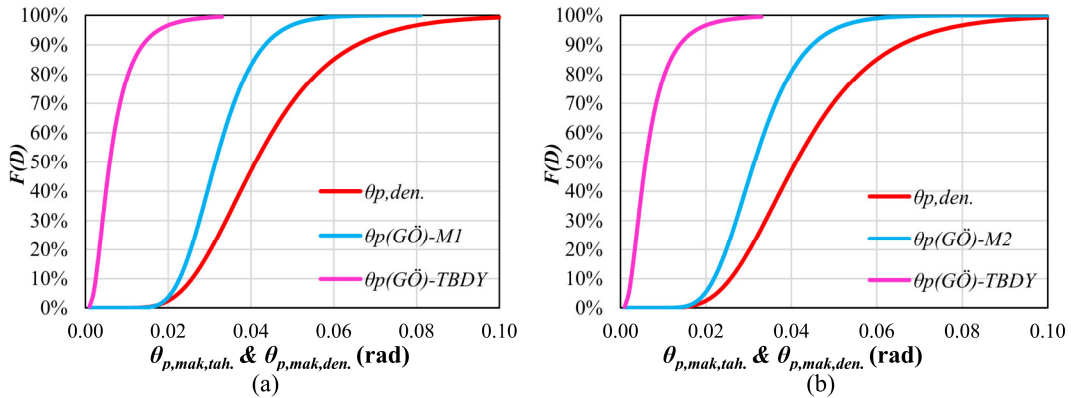 100%
90%
80%
70%
60%
50%
40%
30%
20%
10%
0%
F(D)
θp,den.
θp(GÖ)-M1
θp(GÖ)-TBDY
0.00 0.02 0.04 0.06 0.08 0.10
θp,mak,tah. & θp,mak,den. (rad)
(a)
100%
90%
80%
70%
60%
50%
40%
30%
20%
10%
0%
F(D)
θp,den.
θp(GÖ)-M2
θp(GÖ)-TBDY
0.00 0.02 0.04 0.06 0.08 0.10
θp,mak,tah. & θp,mak,den. (rad)
(b)